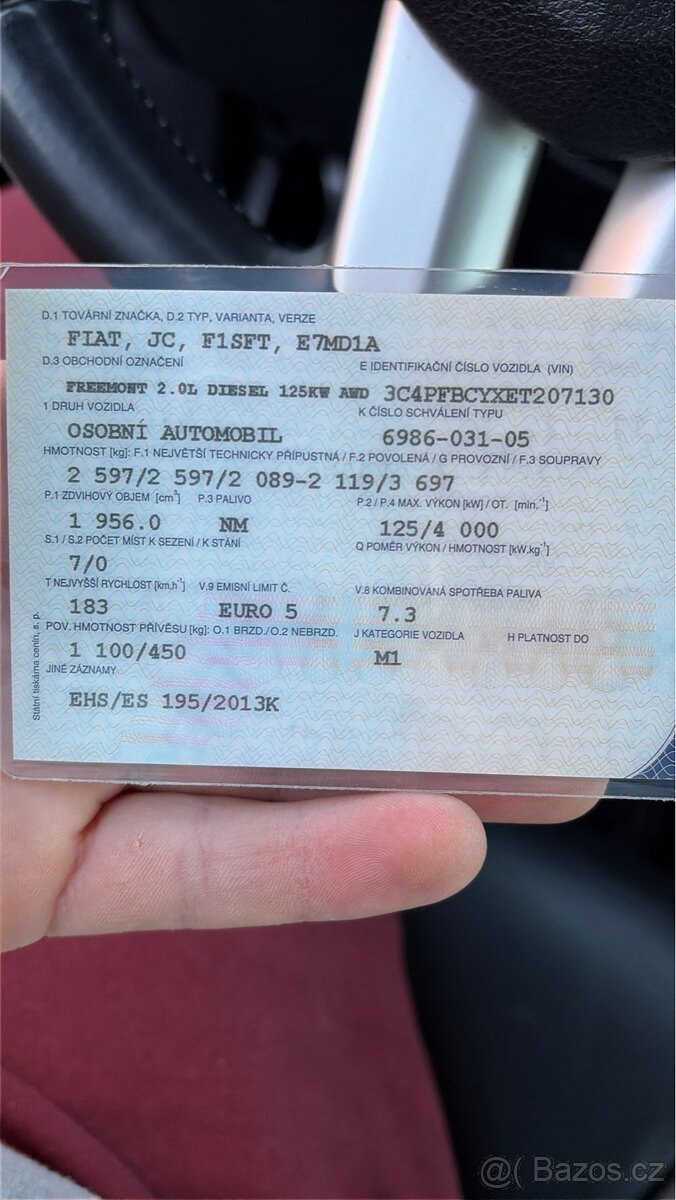 D.1 TOVÁRNÍ ZNAČKA, D.2 TYP, VARIANTA, VERZE
FIAT, JC, F1SFT, E7MD1A
D.3 OBCHODNÍ OZNAČENÍ E IDENTIFIKAČNÍ ČÍSLO VOZIDLA (VIN)
FREEMONT 2.0L DIESEL 125KW AWD 3C4PFBCYXET207130
1 DRUH VOZIDLA K ČÍSLO SCHVÁLENÍ TYPU
OSOBNÍ AUTOMOBIL 6986-031-05
HMOTNOST [kg]: F.1 NEJVĚTŠÍ TECHNICKY PŘÍPUSTNÁ / F.2 POVOLENÁ / G PROVOZNÍ / F.3 SOUPRAVY
2 597/2 597/2 089-2 119/3 697
P.1 ZDVIHOVÝ OBJEM [cm³] P.3 PALIVO P.2 / P.4 MAX. VÝKON [kW] / OT. [min.⁻¹]
1 956.0 NM 125/4 000
S.1 / S.2 POČET MÍST K SEZENÍ / K STÁNÍ Q POMĚR VÝKON / HMOTNOST [kW.kg⁻¹]
7/0
T NEJVYŠŠÍ RYCHLOST [km.h⁻¹] V.9 EMISNÍ LIMIT Č. V.8 KOMBINOVANÁ SPOTŘEBA PALIVA
183 EURO 5 7.3
POV. HMOTNOST PŘÍVĚSU [kg]: O.1 BRZD./O.2 NEBRZD. J KATEGORIE VOZIDLA H PLATNOST DO
1 100/450 M1
JINÉ ZÁZNAMY
EHS/ES 195/2013K
Státní tiskárna cenin, s. p.
@( Bazos.cz